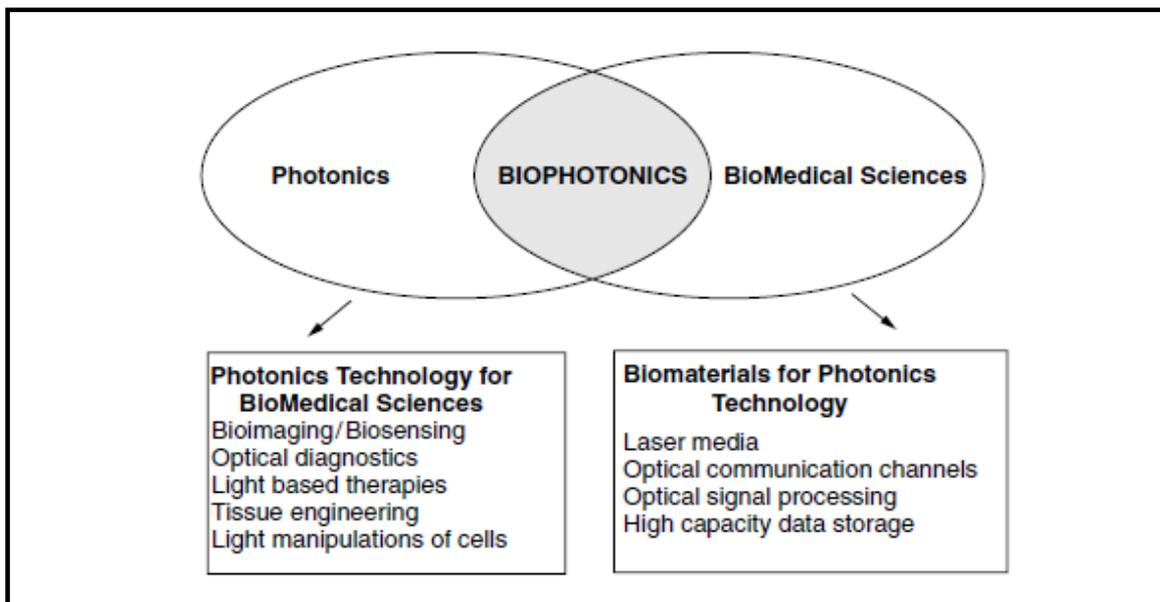 Photonics
BIOPHOTONICS
BioMedical Sciences
Photonics Technology for
BioMedical Sciences
Bioimaging/Biosensing
Optical diagnostics
Light based therapies
Tissue engineering
Light manipulations of cells
Biomaterials for Photonics
Technology
Laser media
Optical communication channels
Optical signal processing
High capacity data storage